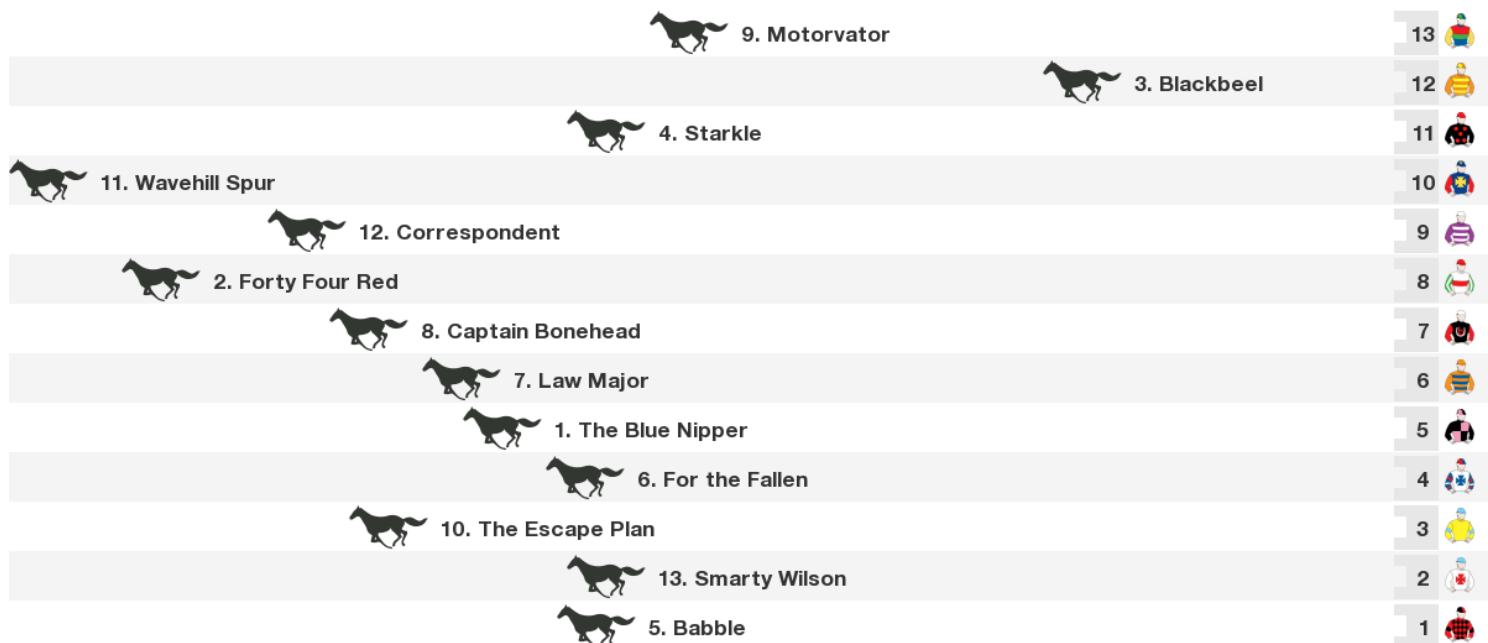 9. Motorvator 13
3. Blackbeel 12
4. Starkle 11
11. Wavehill Spur 10
12. Correspondent 9
2. Forty Four Red 8
8. Captain Bonehead 7
7. Law Major 6
1. The Blue Nipper 5
6. For the Fallen 4
10. The Escape Plan 3
13. Smarty Wilson 2
5. Babble 1